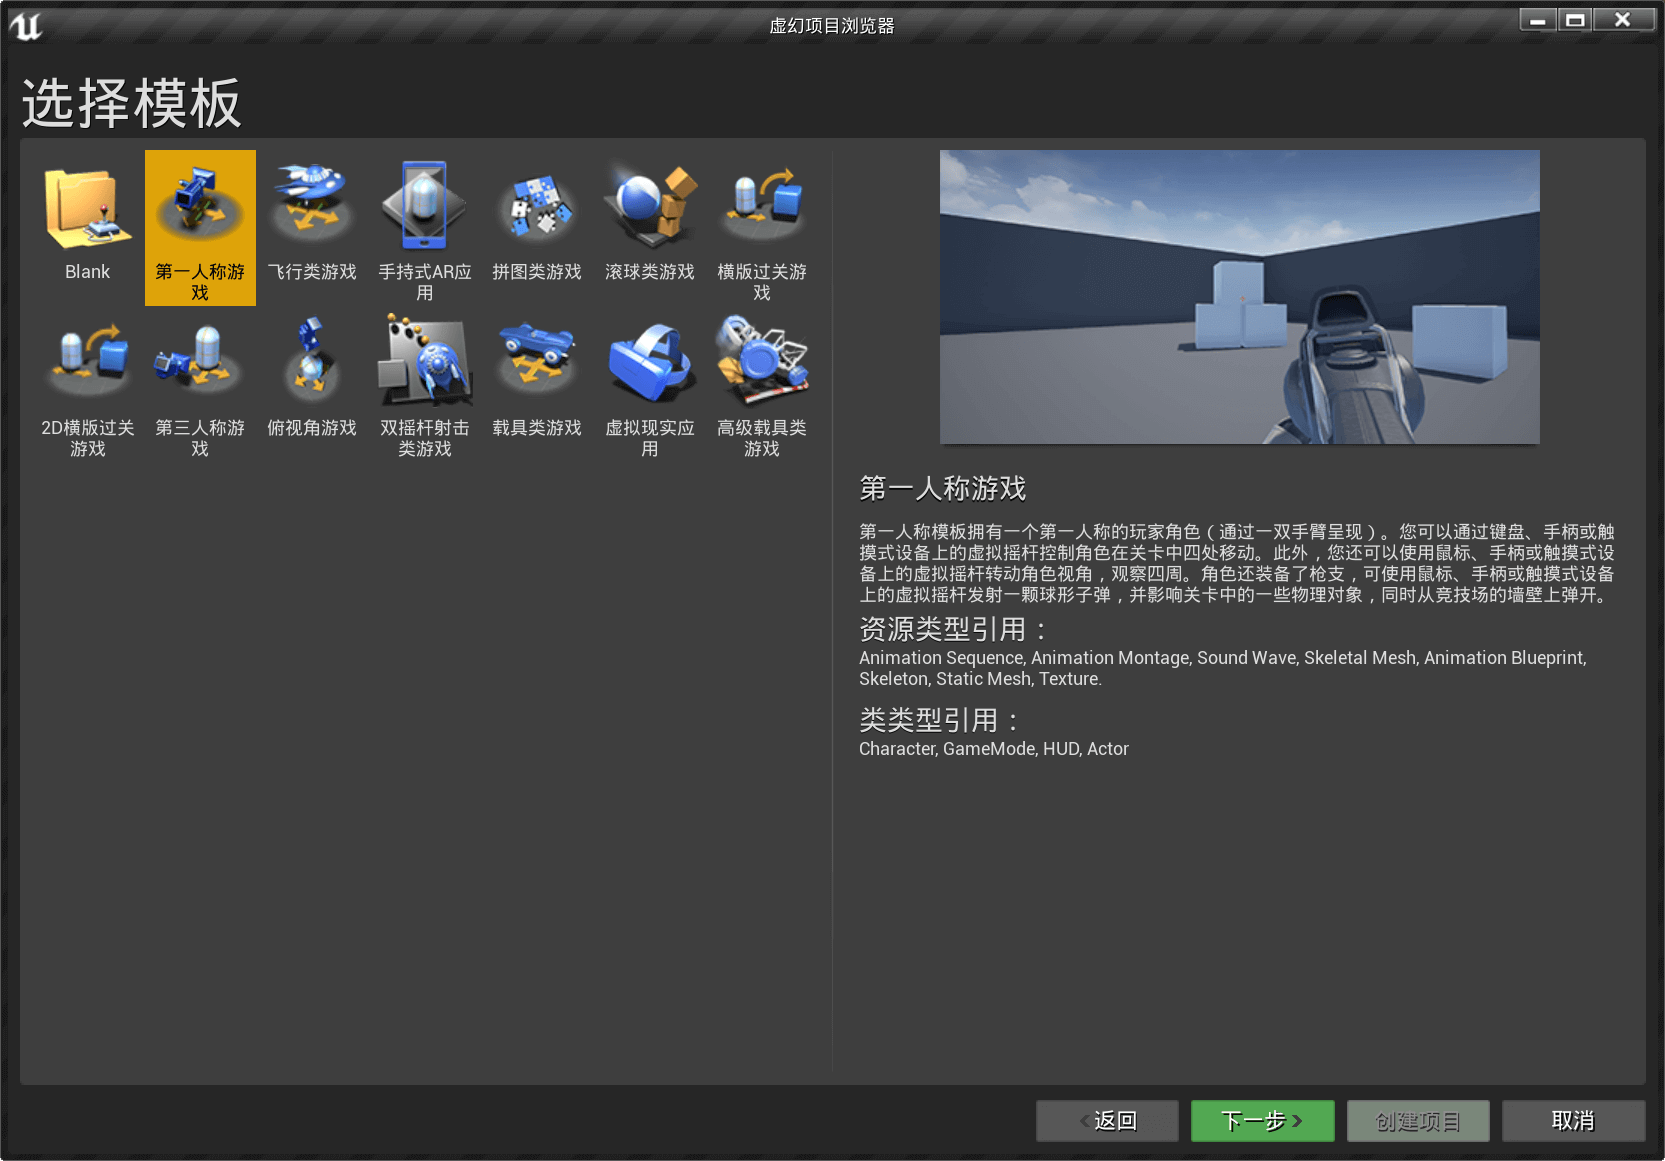 虚幻项目浏览器
选择模板
Blank
第一人称游
戏
飞行类游戏
手持式AR应
用
拼图类游戏
滚球类游戏
横版过关游
戏
2D横版过关
游戏
第三人称游
戏
俯视角游戏
双摇杆射击
类游戏
载具类游戏
虚拟现实应
用
高级载具类
游戏
第一人称游戏
第一人称模板拥有一个第一人称的玩家角色（通过一双手臂呈现）。您可以通过键盘、手柄或触
摸式设备上的虚拟摇杆控制角色在关卡中四处移动。此外，您还可以使用鼠标、手柄或触摸式设
备上的虚拟摇杆转动角色视角，观察四周。角色还装备了枪支，可使用鼠标、手柄或触摸式设备
上的虚拟摇杆发射一颗球形子弹，并影响关卡中的一些物理对象，同时从竞技场的墙壁上弹开。
资源类型引用：
Animation Sequence, Animation Montage, Sound Wave, Skeletal Mesh, Animation Blueprint,
Skeleton, Static Mesh, Texture.
类类型引用：
Character, GameMode, HUD, Actor
返回
下一步
创建项目
取消